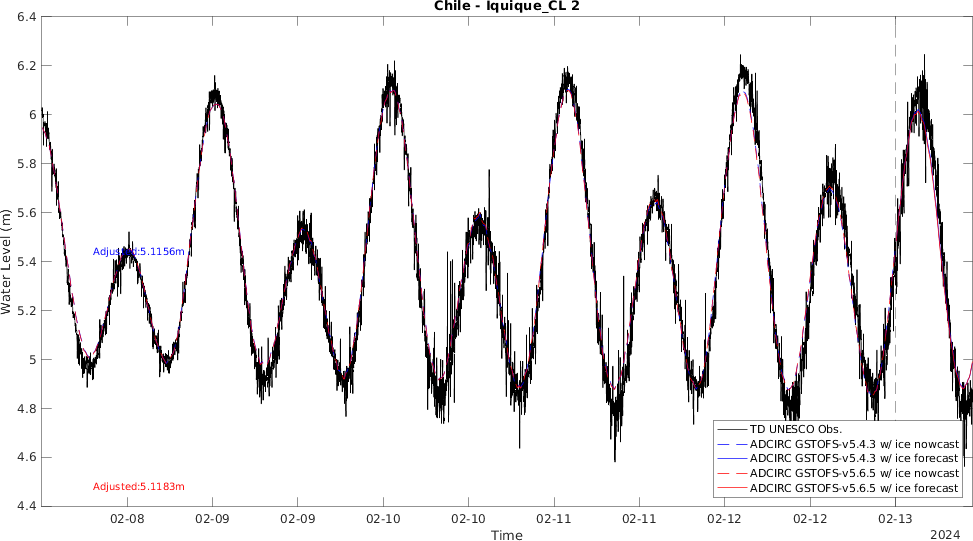 Chile - Iquique_CL 2
6.4
6.2
6
5.8
5.6
5.4
5.2
5
4.8
4.6
4.4
Water Level (m)
Adjusted:5.1156m
Adjusted:5.1183m
TD UNESCO Obs.
ADCIRC GSTOFS-v5.4.3 w/ ice nowcast
ADCIRC GSTOFS-v5.4.3 w/ ice forecast
ADCIRC GSTOFS-v5.6.5 w/ ice nowcast
ADCIRC GSTOFS-v5.6.5 w/ ice forecast
02-08 02-09 02-09 02-10 02-10 02-11 02-11 02-12 02-12 02-13
Time
2024